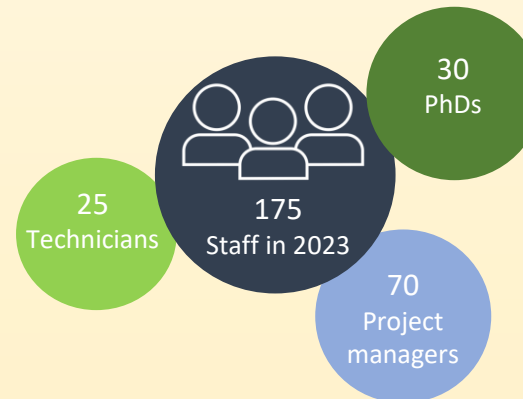 30
PhDs
175
Staff in 2023
25
Technicians
70
Project
managers